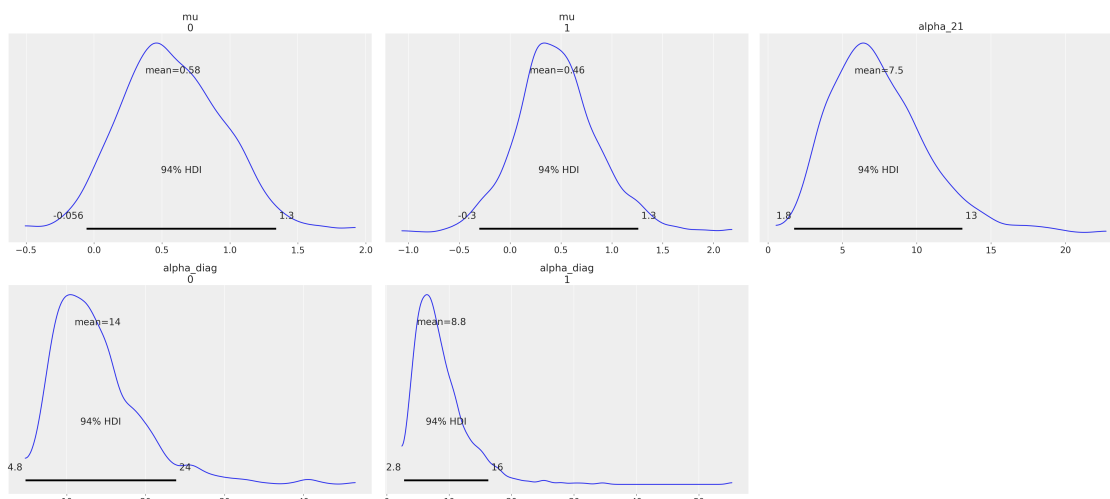 mu
0
mean=0.58
94% HDI
-0.056 1.3
−0.5 0.0 0.5 1.0 1.5 2.0
mu
1
mean=0.46
94% HDI
-0.3 1.3
−1.0 −0.5 0.0 0.5 1.0 1.5 2.0
alpha_21
mean=7.5
94% HDI
1.8 13
0 5 10 15 20
alpha_diag
0
mean=14
94% HDI
4.8 24
alpha_diag
1
mean=8.8
94% HDI
2.8 16